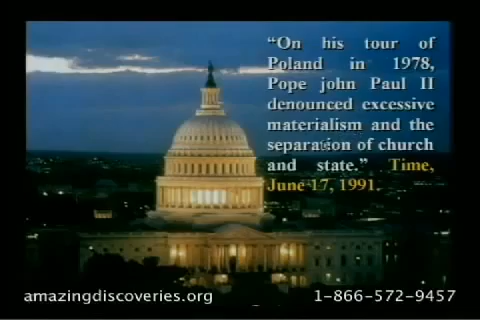 “On his tour of
Poland in 1978,
Pope john Paul II
denounced excessive
materialism and the
separation of church
and state.” Time,
June 17, 1991.
amazingdiscoveries.org 1-866-572-9457